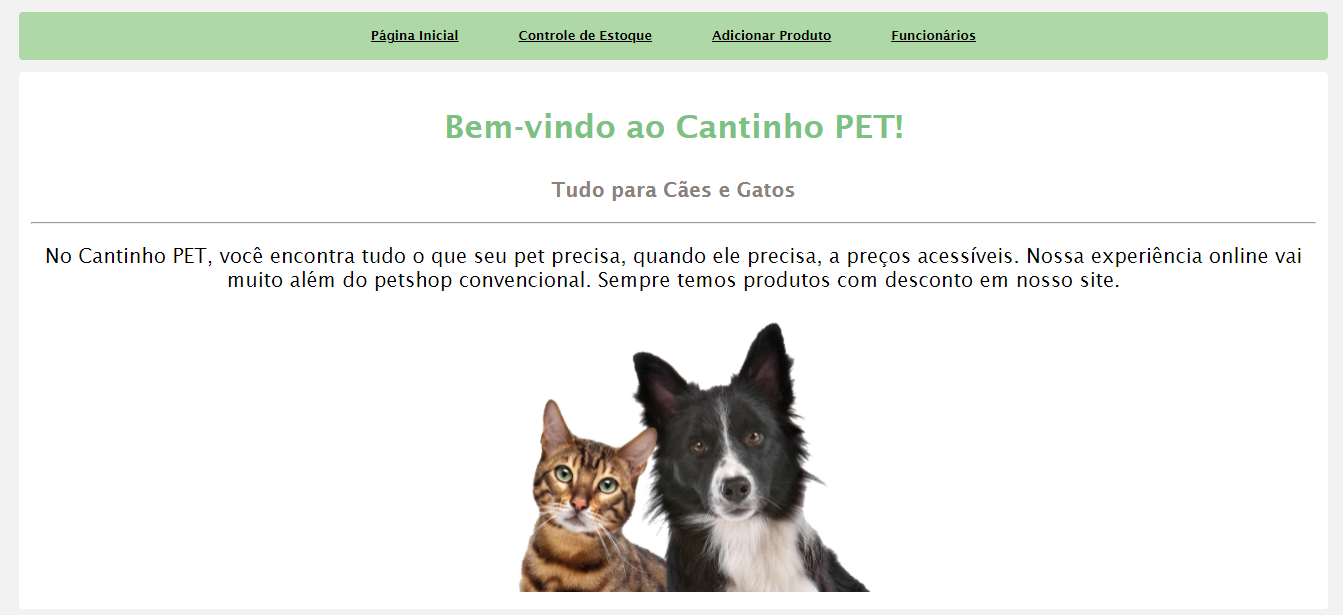 Página Inicial Controle de Estoque Adicionar Produto Funcionários
Bem-vindo ao Cantinho PET!
Tudo para Cães e Gatos
No Cantinho PET, você encontra tudo o que seu pet precisa, quando ele precisa, a preços acessíveis. Nossa experiência online vai
muito além do petshop convencional. Sempre temos produtos com desconto em nosso site.